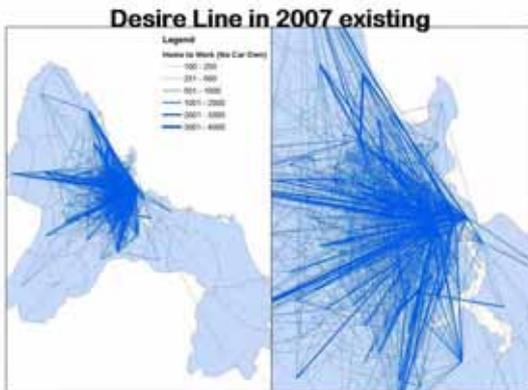 Desire Line in 2007 existing
Legend
Home to Work (No Car Own)
100 - 250
251 - 500
501 - 1000
1001 - 2000
2001 - 3000
3001 - 4000